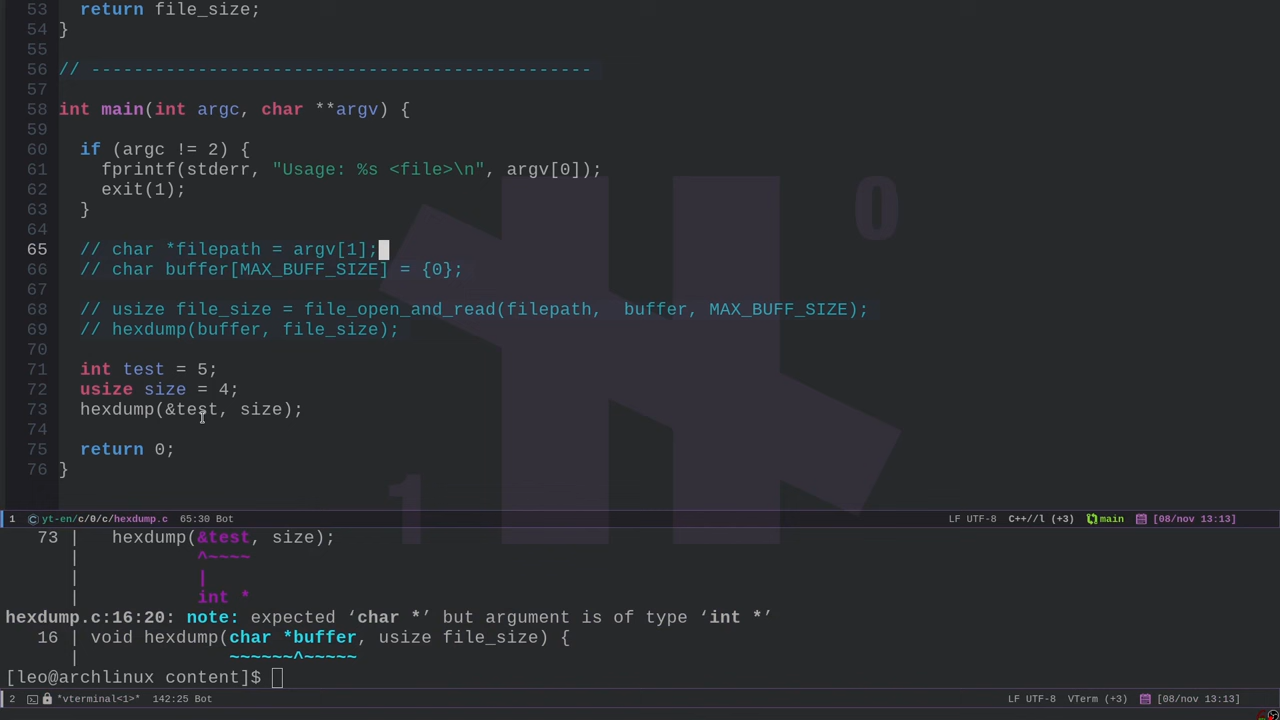 53 return file_size;
54 }
55
56 // -----------------------------------------------
57
58 int main(int argc, char **argv) {
59
60 if (argc != 2) {
61 fprintf(stderr, "Usage: %s <file>\n", argv[0]);
62 exit(1);
63 }
64
65 // char *filepath = argv[1];
66 // char buffer[MAX_BUFF_SIZE] = {0};
67
68 // usize file_size = file_open_and_read(filepath,  buffer, MAX_BUFF_SIZE);
69 // hexdump(buffer, file_size);
70
71 int test = 5;
72 usize size = 4;
73 hexdump(&test, size);
74
75 return 0;
76 }
0
1
1 yt-en/c/0/c/hexdump.c 65:30 Bot LF UTF-8 C++//l (+3) main [08/nov 13:13]
73 | hexdump(&test, size);
| ^~~~~
| |
| int *
hexdump.c:16:20: note: expected ‘char *’ but argument is of type ‘int *’
16 | void hexdump(char *buffer, usize file_size) {
| ~~~~~~^~~~~~
[leo@archlinux content]$
2 *vterminal<1>* 142:25 Bot LF UTF-8 VTerm (+3) [08/nov 13:13]